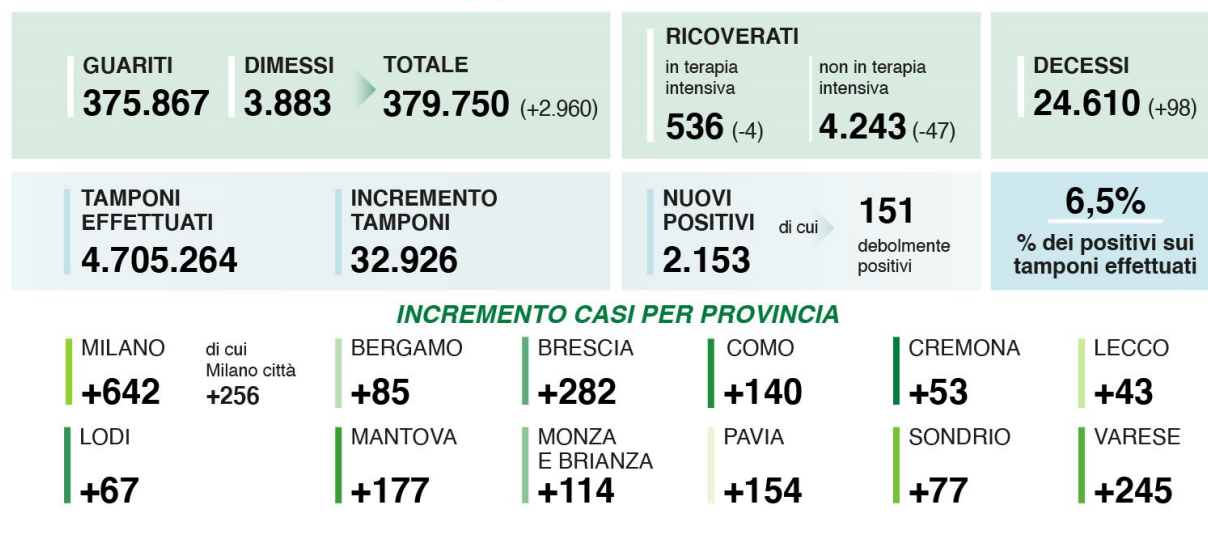 GUARITI
375.867
DIMESSI
3.883
TOTALE
379.750 (+2.960)
RICOVERATI
in terapia
intensiva
536 (-4)
non in terapia
intensiva
4.243 (-47)
DECESSI
24.610 (+98)
TAMPONI
EFFETTUATI
4.705.264
INCREMENTO
TAMPONI
32.926
NUOVI
POSITIVI
2.153
di cui
151
debolmente
positivi
6,5%
% dei positivi sui
tamponi effettuati
INCREMENTO CASI PER PROVINCIA
MILANO
+642
di cui
Milano città
+256
BERGAMO
+85
BRESCIA
+282
COMO
+140
CREMONA
+53
LECCO
+43
LODI
+67
MANTOVA
+177
MONZA
E BRIANZA
+114
PAVIA
+154
SONDRIO
+77
VARESE
+245